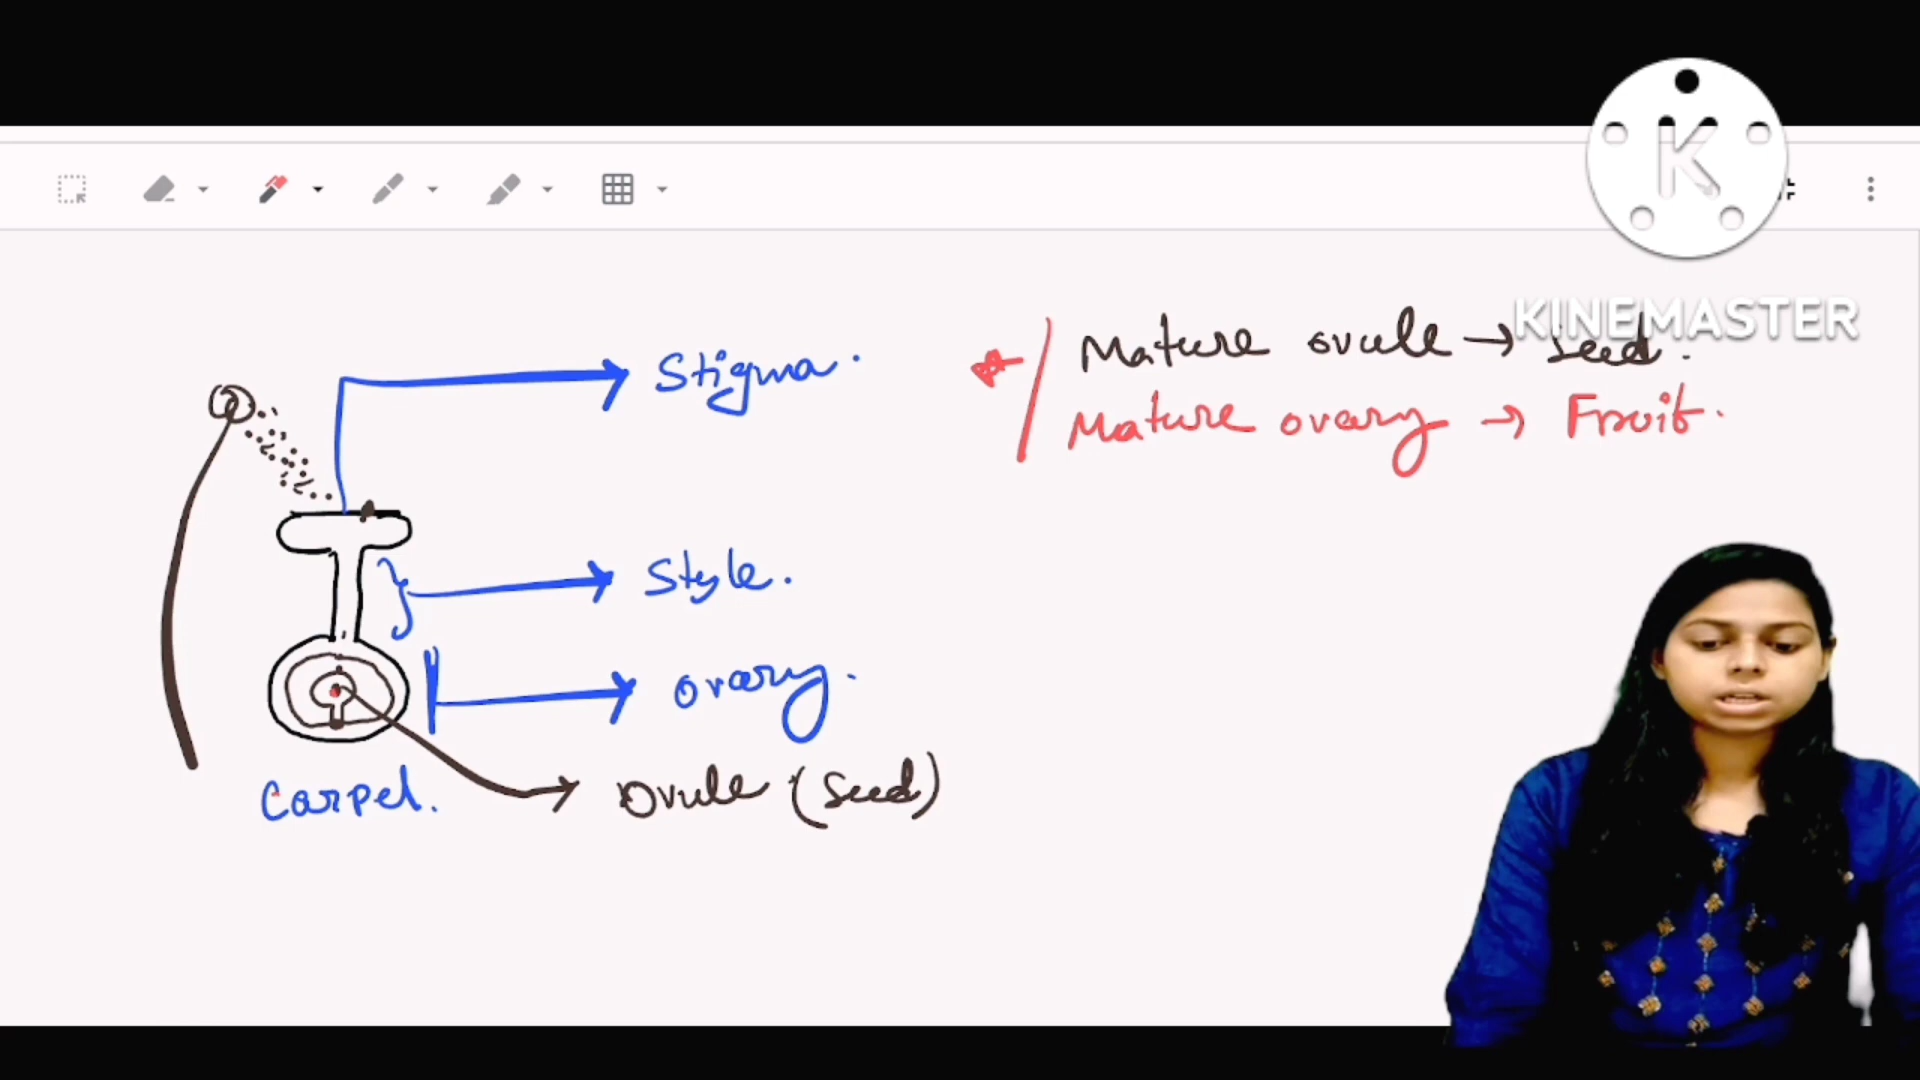 KINEMASTER
Mature ovule → Seed.
Mature ovary → Fruit.
Stigma.
Style.
Ovary.
Ovule (Seed)
Carpel.